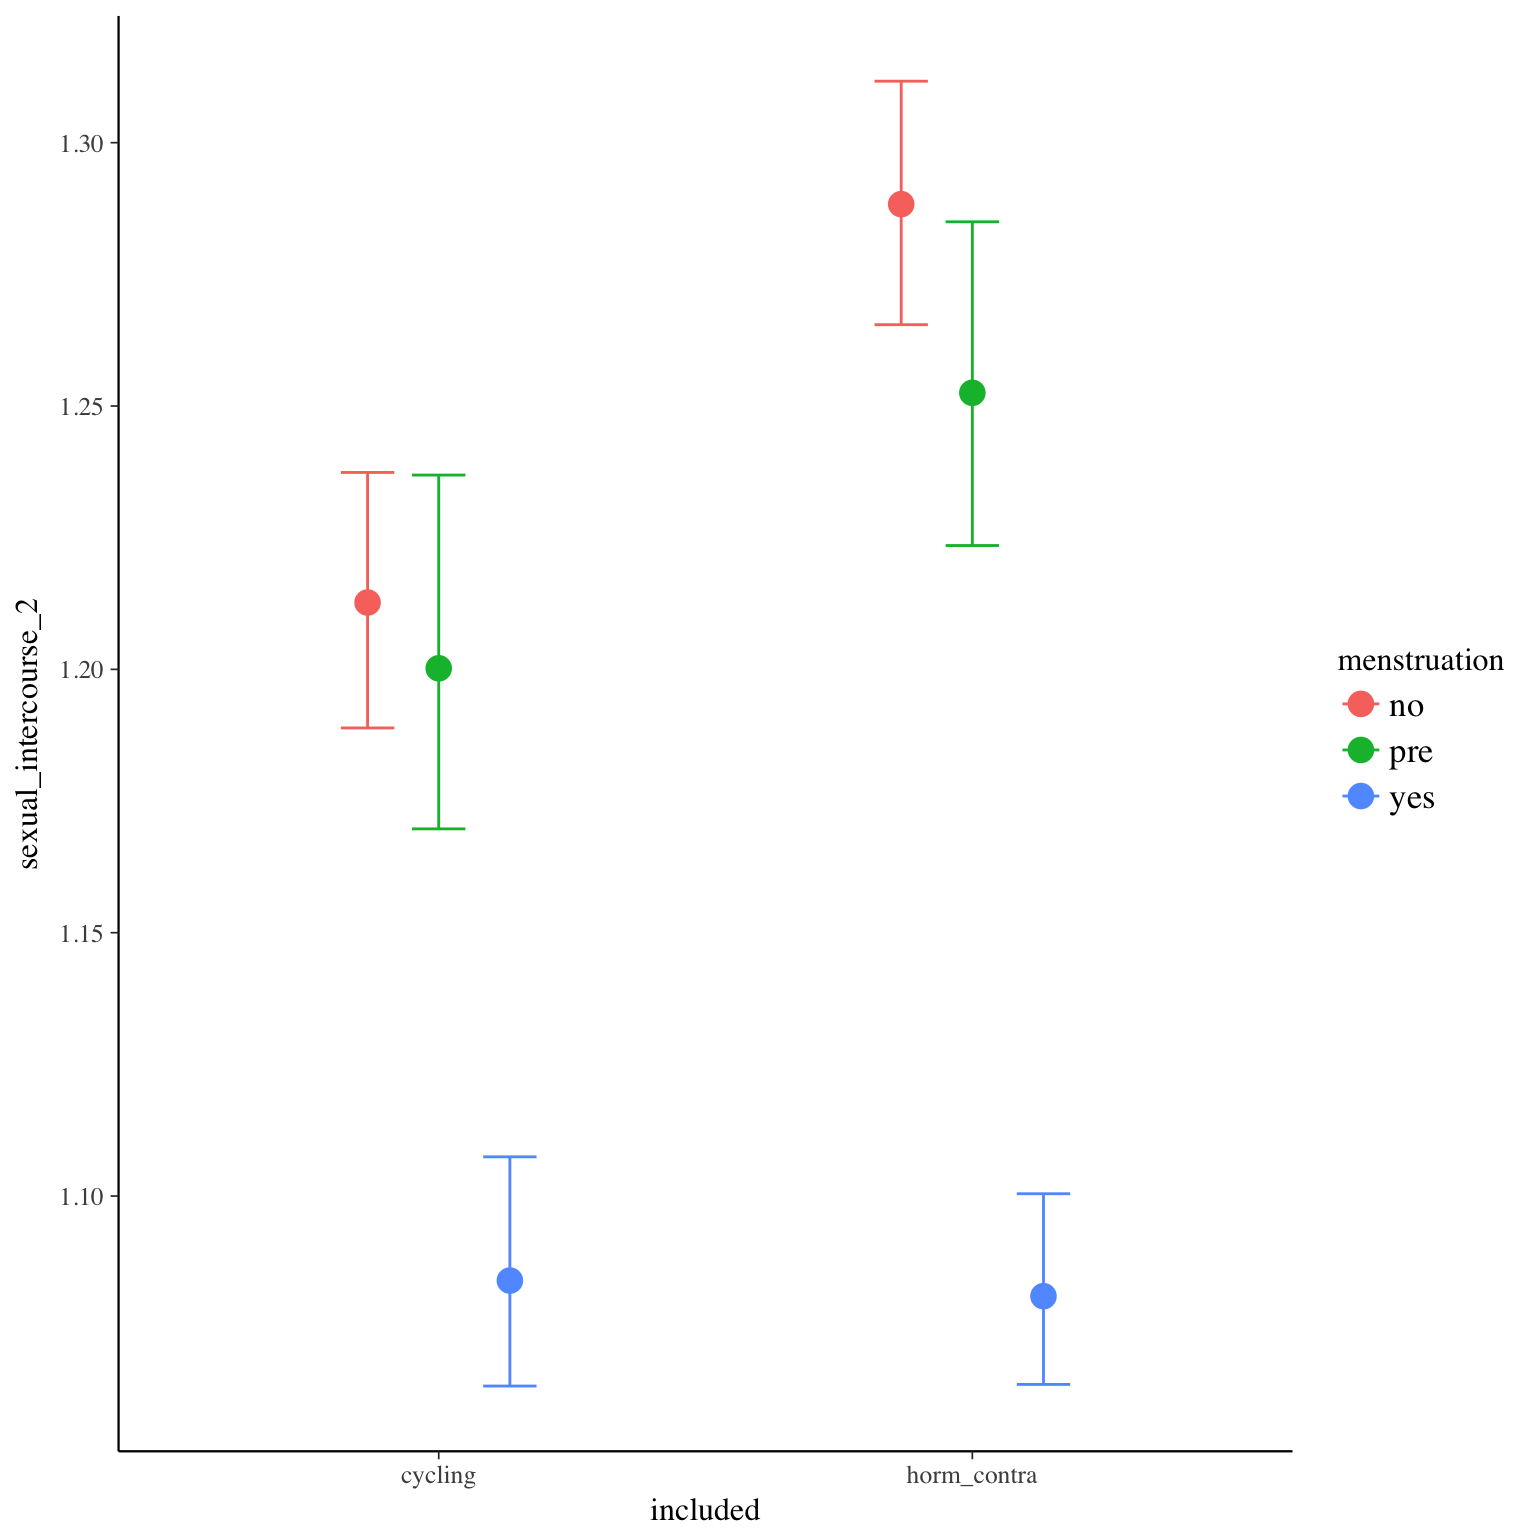 1.30
1.25
1.20
1.15
1.10
sexual_intercourse_2
cycling
horm_contra
included
menstruation
no
pre
yes